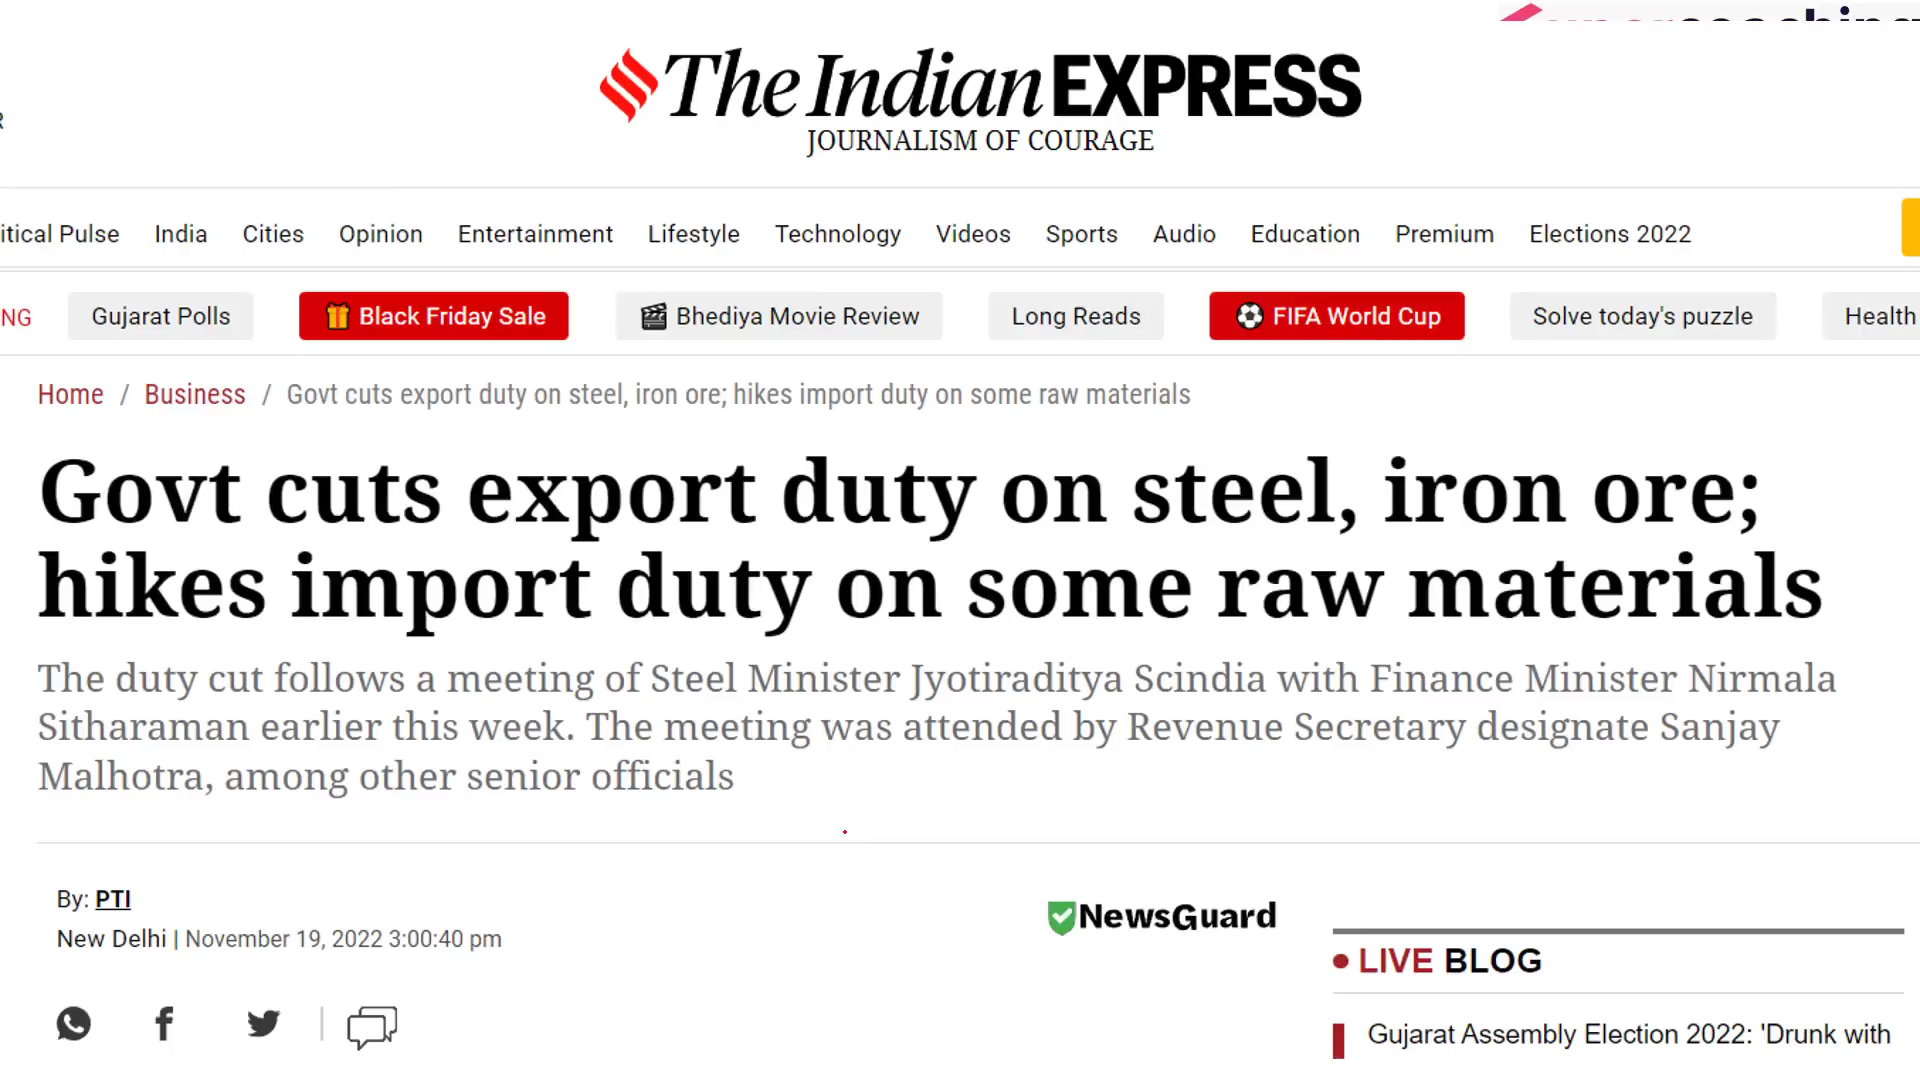 The Indian EXPRESS
JOURNALISM OF COURAGE
Pulse India Cities Opinion Entertainment Lifestyle Technology Videos Sports Audio Education Premium Elections 2022
Gujarat Polls Black Friday Sale Bhediya Movie Review Long Reads FIFA World Cup Solve today's puzzle Health
Home / Business / Govt cuts export duty on steel, iron ore; hikes import duty on some raw materials
Govt cuts export duty on steel, iron ore;
hikes import duty on some raw materials
The duty cut follows a meeting of Steel Minister Jyotiraditya Scindia with Finance Minister Nirmala
Sitharaman earlier this week. The meeting was attended by Revenue Secretary designate Sanjay
Malhotra, among other senior officials
By: PTI
New Delhi | November 19, 2022 3:00:40 pm
NewsGuard
LIVE BLOG
Gujarat Assembly Election 2022: 'Drunk with